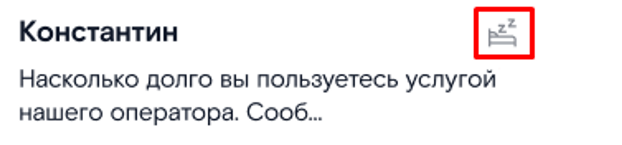 Константин
Насколько долго вы пользуетесь услугой
нашего оператора. Сооб...